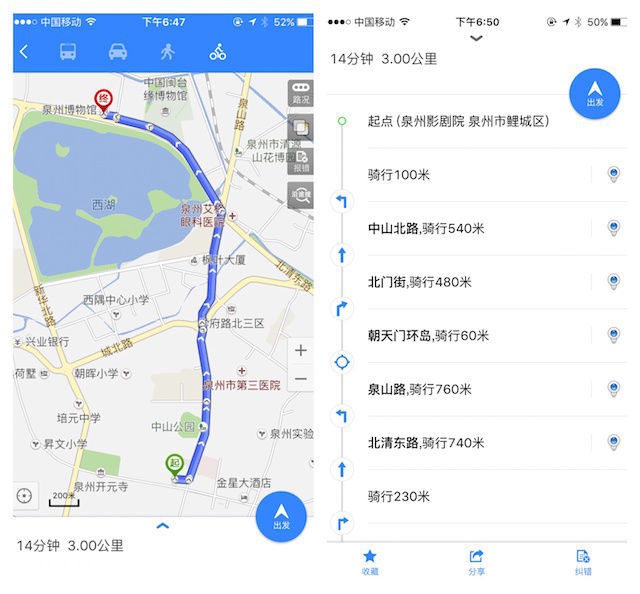 中国移动 下午6:47 52%
中国闽台
缘博物馆
终
泉州博物馆
泉山路
路况
泉州市清源
山花博园
报错
西湖
泉州艾格
眼科医院
枫叶大厦
北清东路
新华北路
西隅中心小学
府路北三区
城北路
兴业银行
荷墅
朝晖小学
泉州市第三医院
培元中学
中山公园
泉州实验
昇文小学
起
泉州开元寺
金星大酒店
200米
出发
14分钟 3.00公里
中国移动 下午6:50 50%
14分钟 3.00公里
出发
起点 (泉州影剧院 泉州市鲤城区)
骑行100米
中山北路,骑行540米
北门街,骑行480米
朝天门环岛,骑行60米
泉山路,骑行760米
北清东路,骑行740米
骑行230米
收藏
分享
纠错